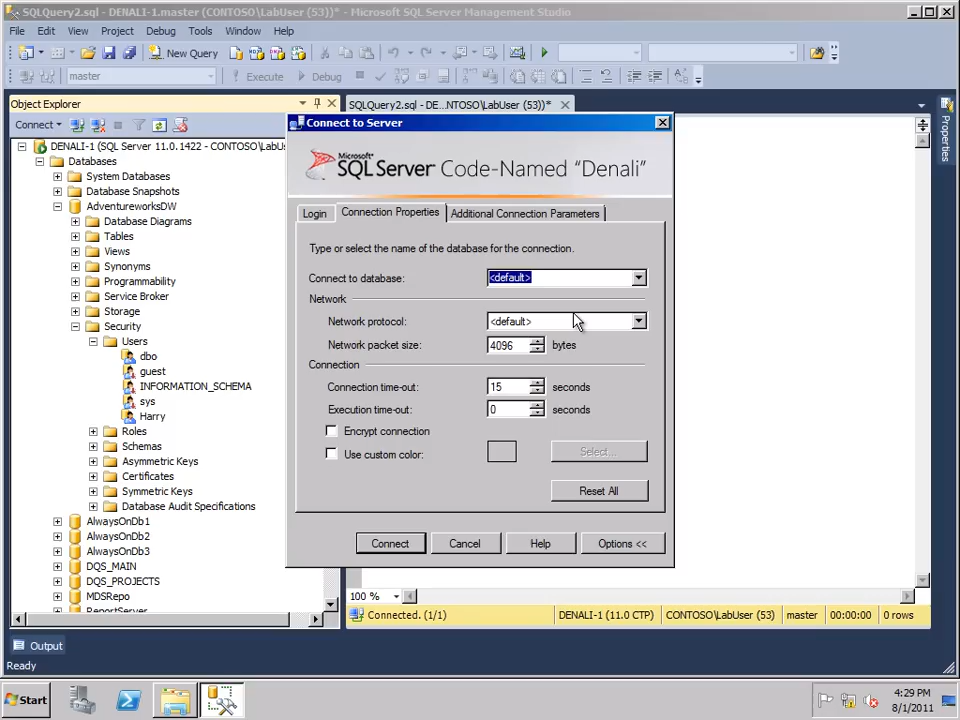 SQLQuery2.sql - DENALI-1.master (CONTOSO\LabUser (53))* - Microsoft SQL Server Management Studio
File Edit View Project Debug Tools Window Help
New Query
master Execute Debug
Object Explorer
SQLQuery2.sql - DE...NTOSO\LabUser (53))*
Connect
DENALI-1 (SQL Server 11.0.1422 - CONTOSO\LabU
Databases
System Databases
Database Snapshots
AdventureworksDW
Database Diagrams
Tables
Views
Synonyms
Programmability
Service Broker
Storage
Security
Users
dbo
guest
INFORMATION_SCHEMA
sys
Harry
Roles
Schemas
Asymmetric Keys
Certificates
Symmetric Keys
Database Audit Specifications
AlwaysOnDb1
AlwaysOnDb2
AlwaysOnDb3
DQS_MAIN
DQS_PROJECTS
MDSRepo
ReportServer
Connect to Server
Microsoft
SQL Server Code-Named "Denali"
Login Connection Properties Additional Connection Parameters
Type or select the name of the database for the connection.
Connect to database: <default>
Network
Network protocol: <default>
Network packet size: 4096 bytes
Connection
Connection time-out: 15 seconds
Execution time-out: 0 seconds
Encrypt connection
Use custom color: Select...
Reset All
Connect Cancel Help Options <<
Properties
100 %
Connected. (1/1) DENALI-1 (11.0 CTP) CONTOSO\LabUser (53) master 00:00:00 0 rows
Output
Ready
Start
4:29 PM
8/1/2011